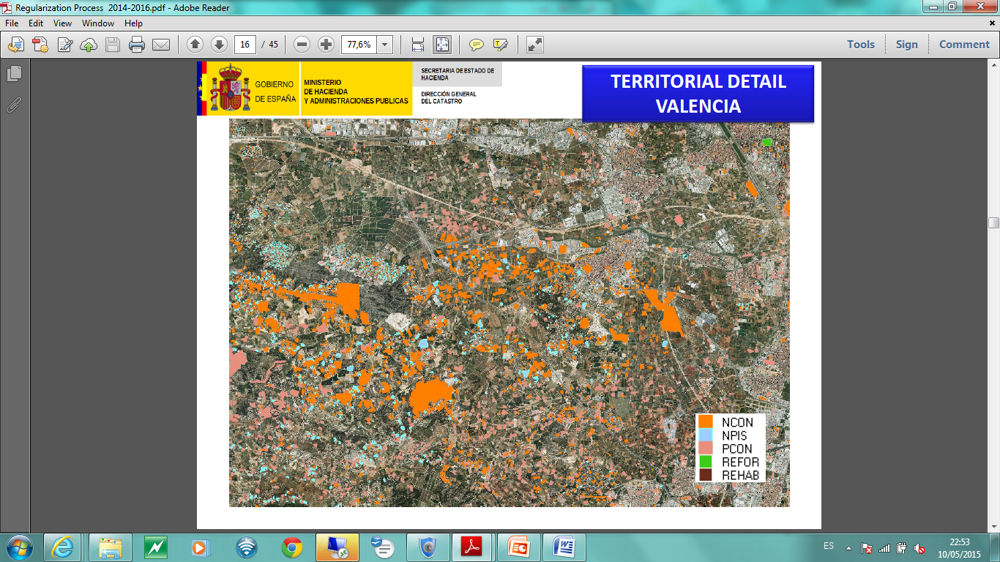 Regularization Process 2014-2016.pdf - Adobe Reader
File Edit View Window Help
16 / 45 77,6% Tools Sign Comment
GOBIERNO
DE ESPAÑA
MINISTERIO
DE HACIENDA
Y ADMINISTRACIONES PUBLICAS
SECRETARIA DE ESTADO DE
HACIENDA
DIRECCIÓN GENERAL
DEL CATASTRO
TERRITORIAL DETAIL
VALENCIA
NCON
NPIS
PCON
REFOR
REHAB
ES
22:53
10/05/2015